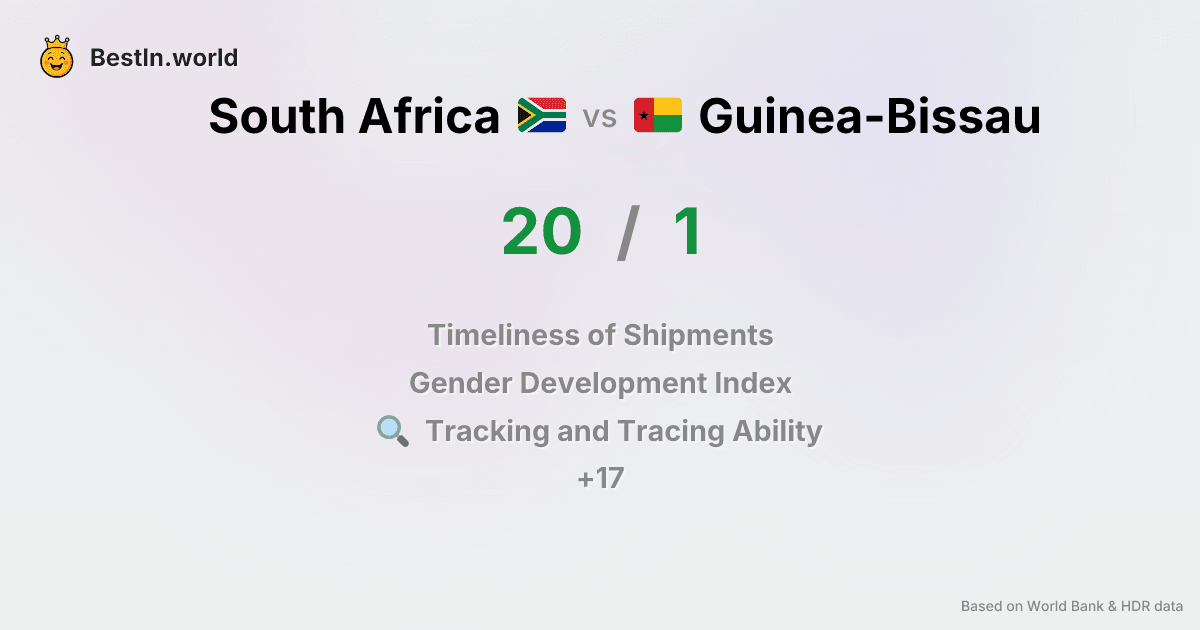 BestIn.world
South Africa vs Guinea-Bissau
20 / 1
Timeliness of Shipments
Gender Development Index
Tracking and Tracing Ability
+17
Based on World Bank & HDR data